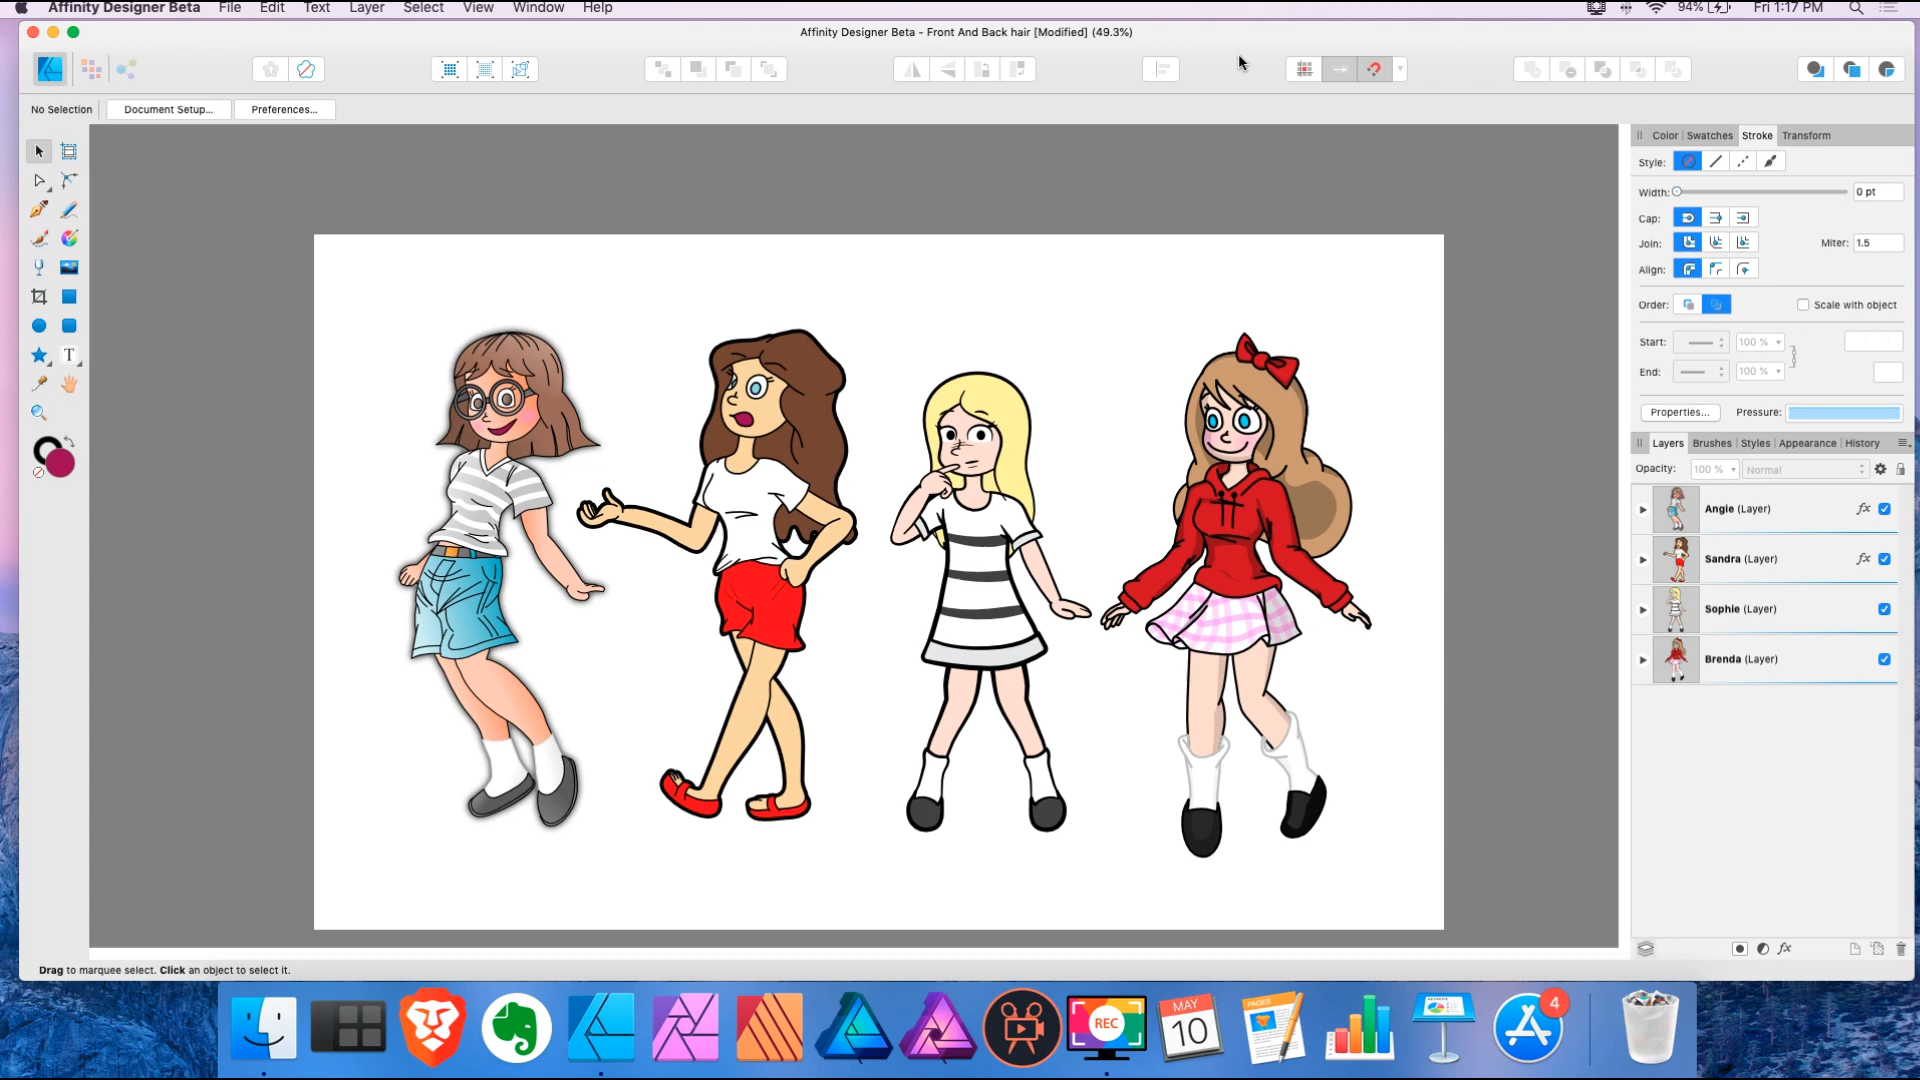 Affinity Designer Beta File Edit Text Layer Select View Window Help 94% Fri 1:17 PM
Affinity Designer Beta - Front And Back hair [Modified] (49.3%)
No Selection Document Setup... Preferences...
Color Swatches Stroke Transform
Style:
Width: 0 pt
Cap:
Join: Miter: 1.5
Align:
Order: Scale with object
Start: 100 %
End: 100 %
Properties... Pressure:
Layers Brushes Styles Appearance History
Opacity: 100 % Normal
Angie (Layer) fx
Sandra (Layer) fx
Sophie (Layer)
Brenda (Layer)
fx
T
Drag to marquee select. Click an object to select it.
REC
MAY
10
PAGES
4